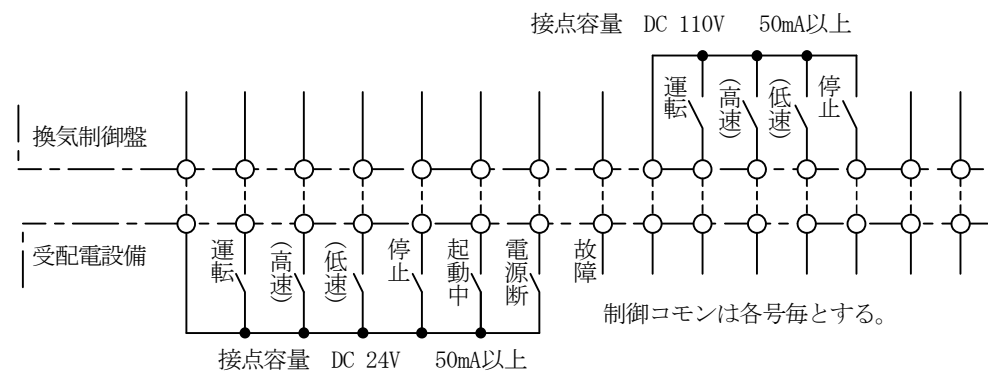 接点容量　DC 110V　50mA以上
運転
(高速)
(低速)
停止
換気制御盤
受配電設備
運転
(高速)
(低速)
停止
起動中
電源断
故障
制御コモンは各号毎とする。
接点容量　DC 24V　50mA以上